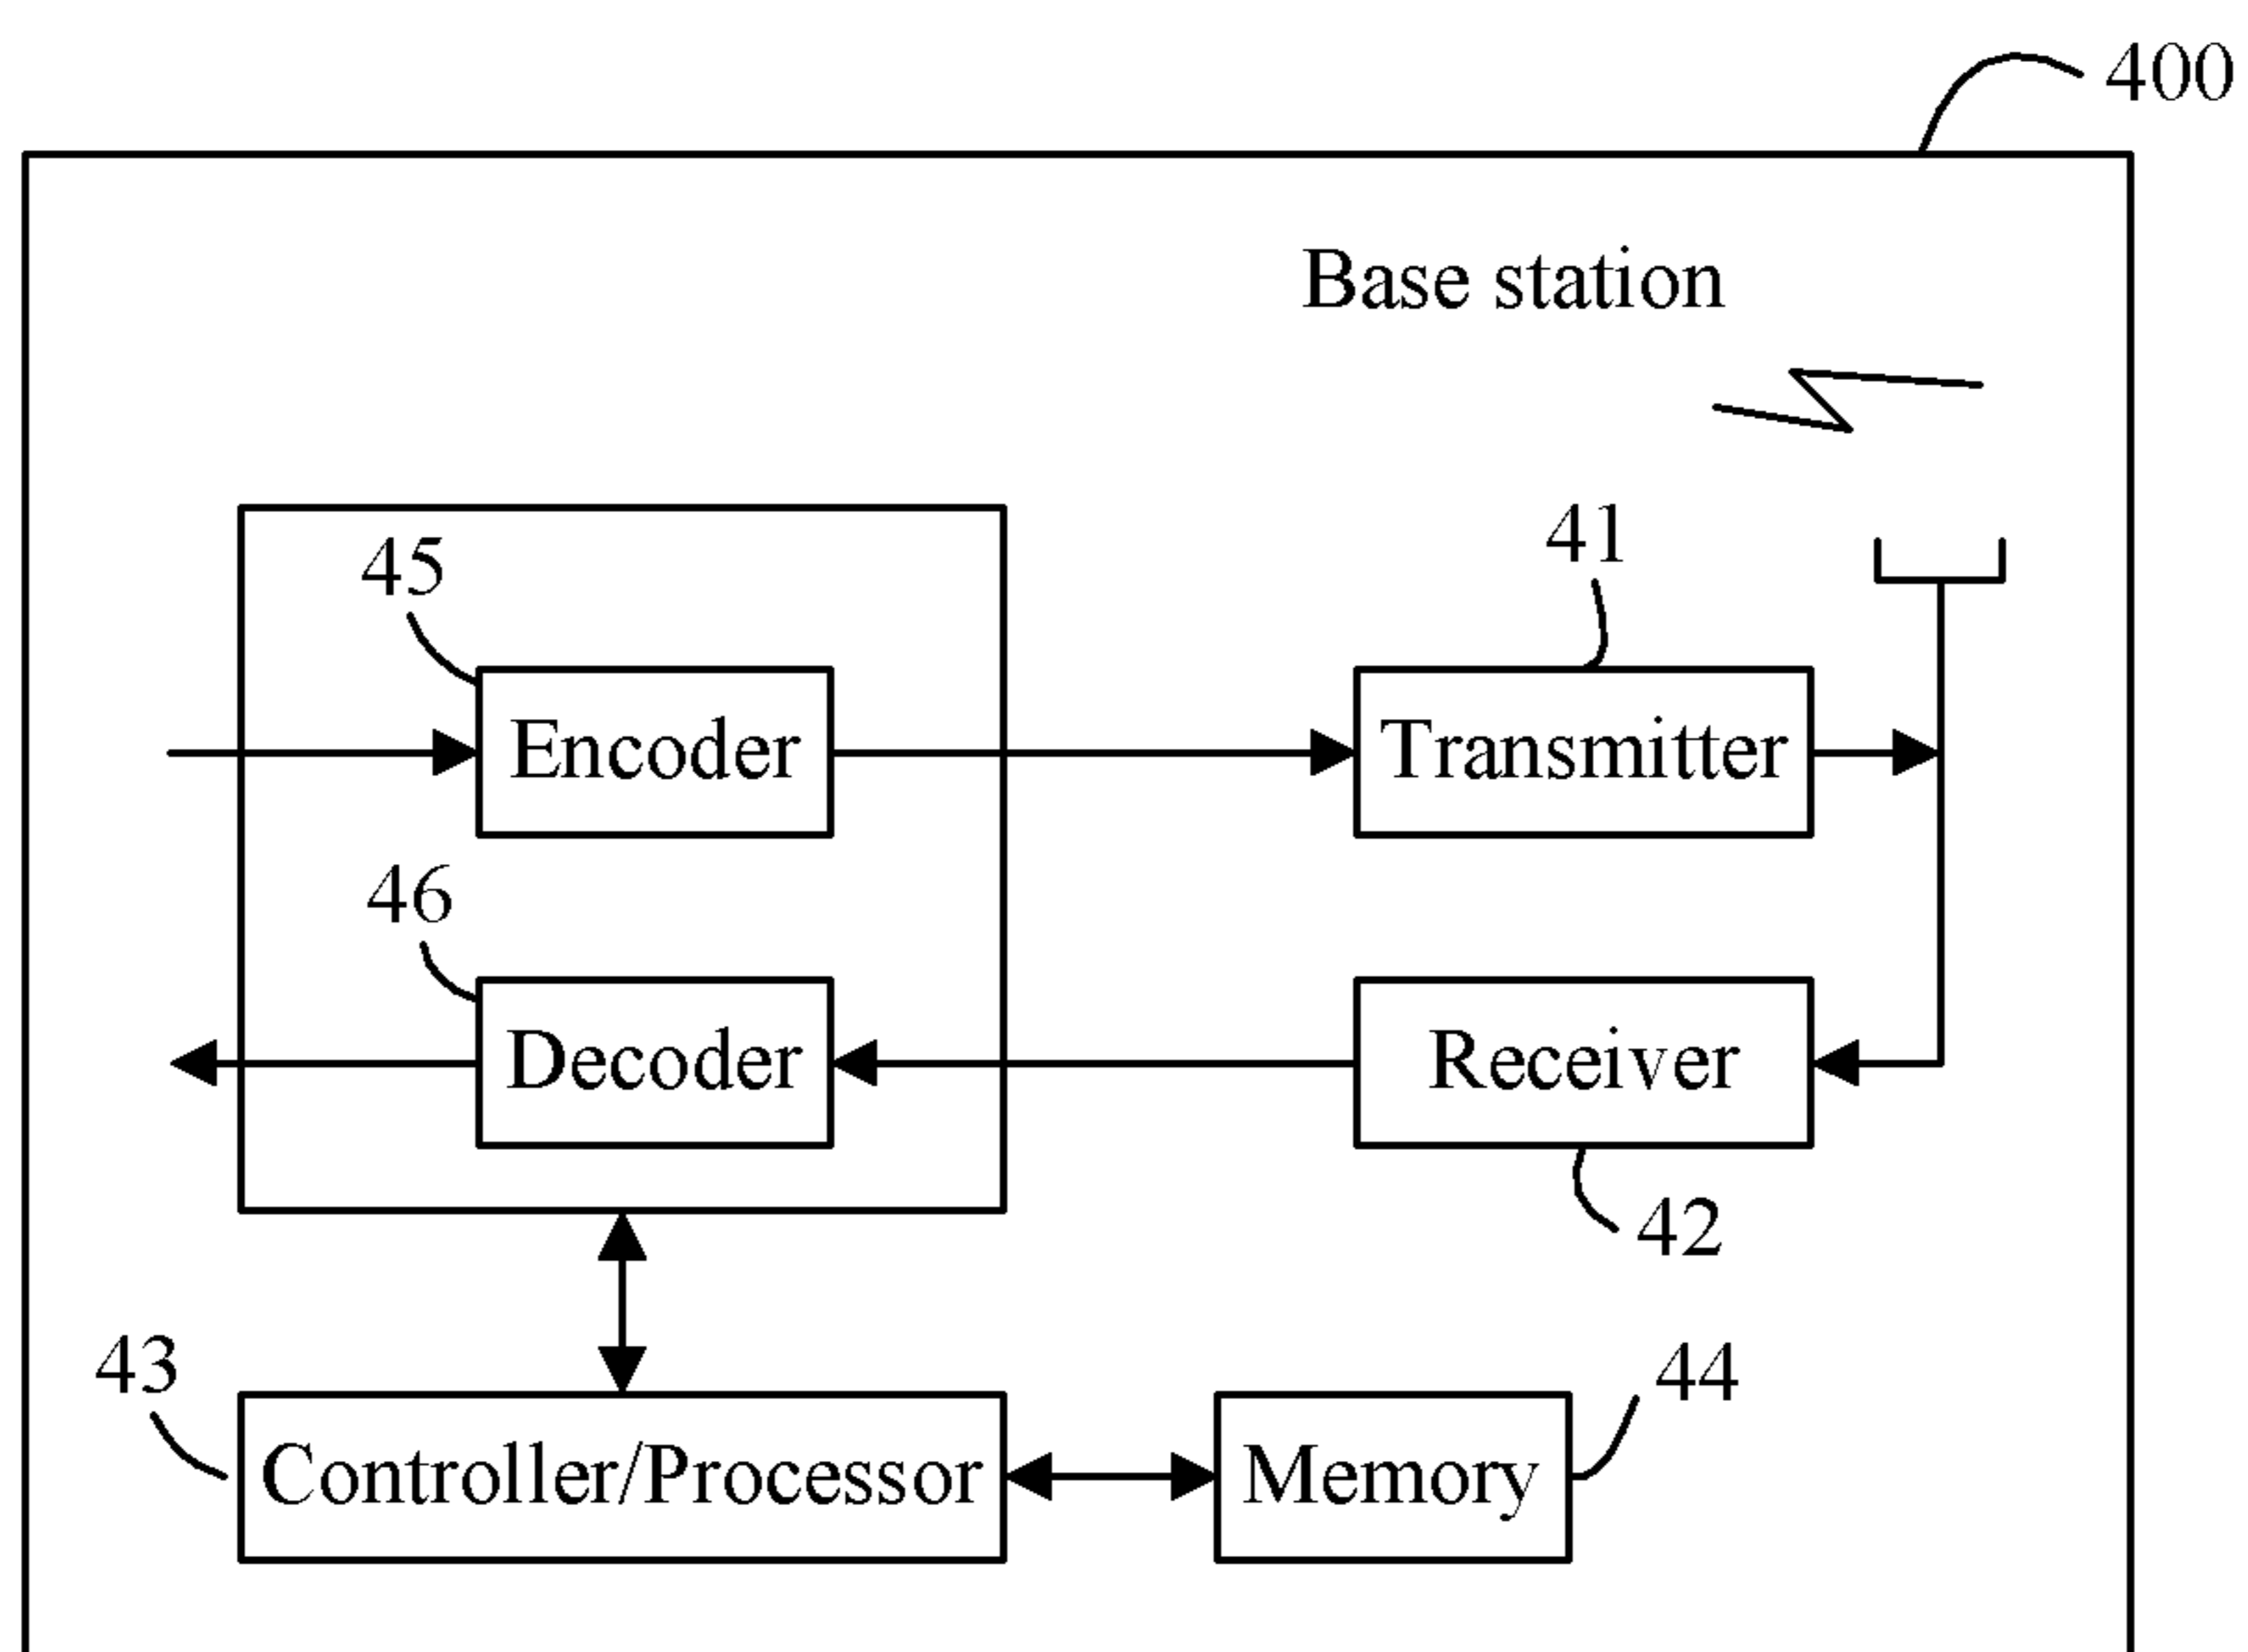 400
Base station
45
41
Encoder
Transmitter
46
Decoder
Receiver
42
43
44
Controller/Processor
Memory